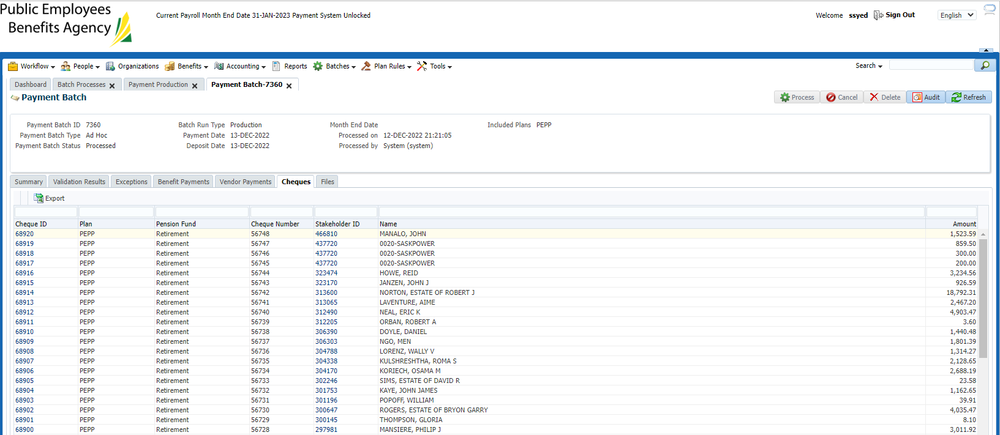 Public Employees
Benefits Agency
Current Payroll Month End Date 31-JAN-2023 Payment System Unlocked
Welcome ssyed Sign Out English
Workflow People Organizations Benefits Accounting Reports Batches Plan Rules Tools Search
Dashboard Batch Processes Payment Production Payment Batch-7360
Payment Batch Process Cancel Delete Audit Refresh
Payment Batch ID 7360 Batch Run Type Production Month End Date Included Plans PEPP
Payment Batch Type Ad Hoc Payment Date 13-DEC-2022 Processed on 12-DEC-2022 21:21:05
Payment Batch Status Processed Deposit Date 13-DEC-2022 Processed by System (system)
Summary Validation Results Exceptions Benefit Payments Vendor Payments Cheques Files
Export
Cheque ID Plan Pension Fund Cheque Number Stakeholder ID Name Amount
68920 PEPP Retirement 56748 466810 MANALO, JOHN 1,523.59
68919 PEPP Retirement 56747 437720 0020-SASKPOWER 859.50
68918 PEPP Retirement 56746 437720 0020-SASKPOWER 300.00
68917 PEPP Retirement 56745 437720 0020-SASKPOWER 200.00
68916 PEPP Retirement 56744 323474 HOWE, REID 3,234.56
68915 PEPP Retirement 56743 323170 JANZEN, JOHN J 926.59
68914 PEPP Retirement 56742 313600 NORTON, ESTATE OF ROBERT J 18,792.31
68913 PEPP Retirement 56741 313065 LAVENTURE, AIME 2,467.20
68912 PEPP Retirement 56740 312490 NEAL, ERIC K 4,903.47
68911 PEPP Retirement 56739 312205 ORBAN, ROBERT A 3.60
68910 PEPP Retirement 56738 306390 DOYLE, DANIEL 1,440.48
68909 PEPP Retirement 56737 306303 NGO, MEN 1,801.39
68908 PEPP Retirement 56736 304788 LORENZ, WALLY V 1,314.27
68907 PEPP Retirement 56735 304338 KULSHRESHTHA, ROMA S 2,128.65
68906 PEPP Retirement 56734 304170 KORIECH, OSAMA M 2,688.19
68905 PEPP Retirement 56733 302246 SIMS, ESTATE OF DAVID R 23.58
68904 PEPP Retirement 56732 301753 KAYE, JOHN JAMES 1,162.65
68903 PEPP Retirement 56731 301196 POPOFF, WILLIAM 39.91
68902 PEPP Retirement 56730 300647 ROGERS, ESTATE OF BRYON GARRY 4,035.47
68901 PEPP Retirement 56729 300145 THOMPSON, GLORIA 8.10
68900 PEPP Retirement 56728 297981 MANSIERE, PHILIP J 3,011.92